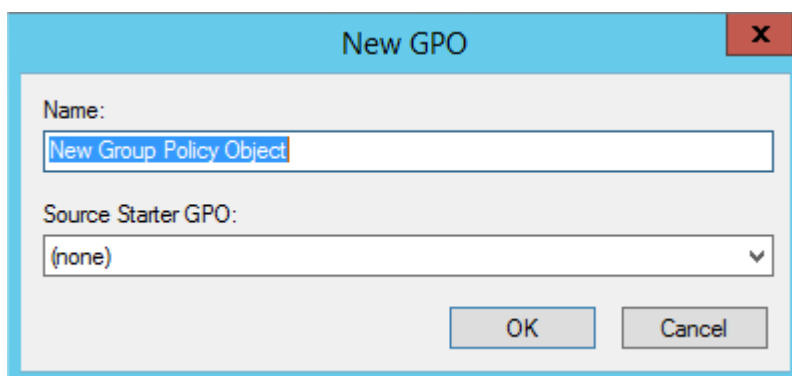 New GPO
x
Name:
New Group Policy Object
Source Starter GPO:
(none)
OK Cancel